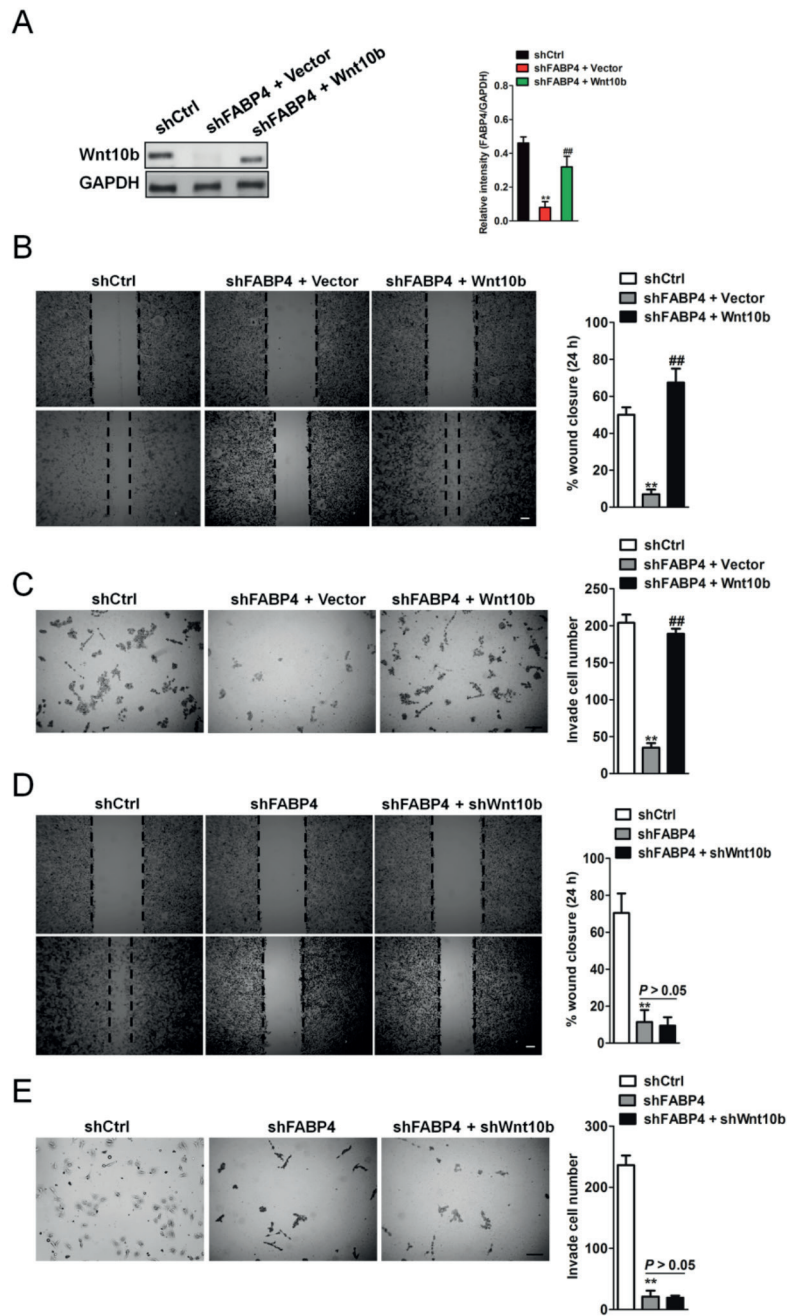 A
shCtrl
shFABP4 + Vector
shFABP4 + Wnt10b
Wnt10b
GAPDH
shCtrl
shFABP4 + Vector
shFABP4 + Wnt10b
Relative intensity (FABP4/GAPDH)
0.8
0.6
0.4
0.2
0.0
**
##
B
shCtrl
shFABP4 + Vector
shFABP4 + Wnt10b
shCtrl
shFABP4 + Vector
shFABP4 + Wnt10b
% wound closure (24 h)
100
80
60
40
20
0
**
##
C
shCtrl
shFABP4 + Vector
shFABP4 + Wnt10b
shCtrl
shFABP4 + Vector
shFABP4 + Wnt10b
Invade cell number
250
200
150
100
50
0
**
##
D
shCtrl
shFABP4
shFABP4 + shWnt10b
shCtrl
shFABP4
shFABP4 + shWnt10b
% wound closure (24 h)
100
80
60
40
20
0
P > 0.05
**
E
shCtrl
shFABP4
shFABP4 + shWnt10b
shCtrl
shFABP4
shFABP4 + shWnt10b
Invade cell number
300
200
100
0
P > 0.05
**